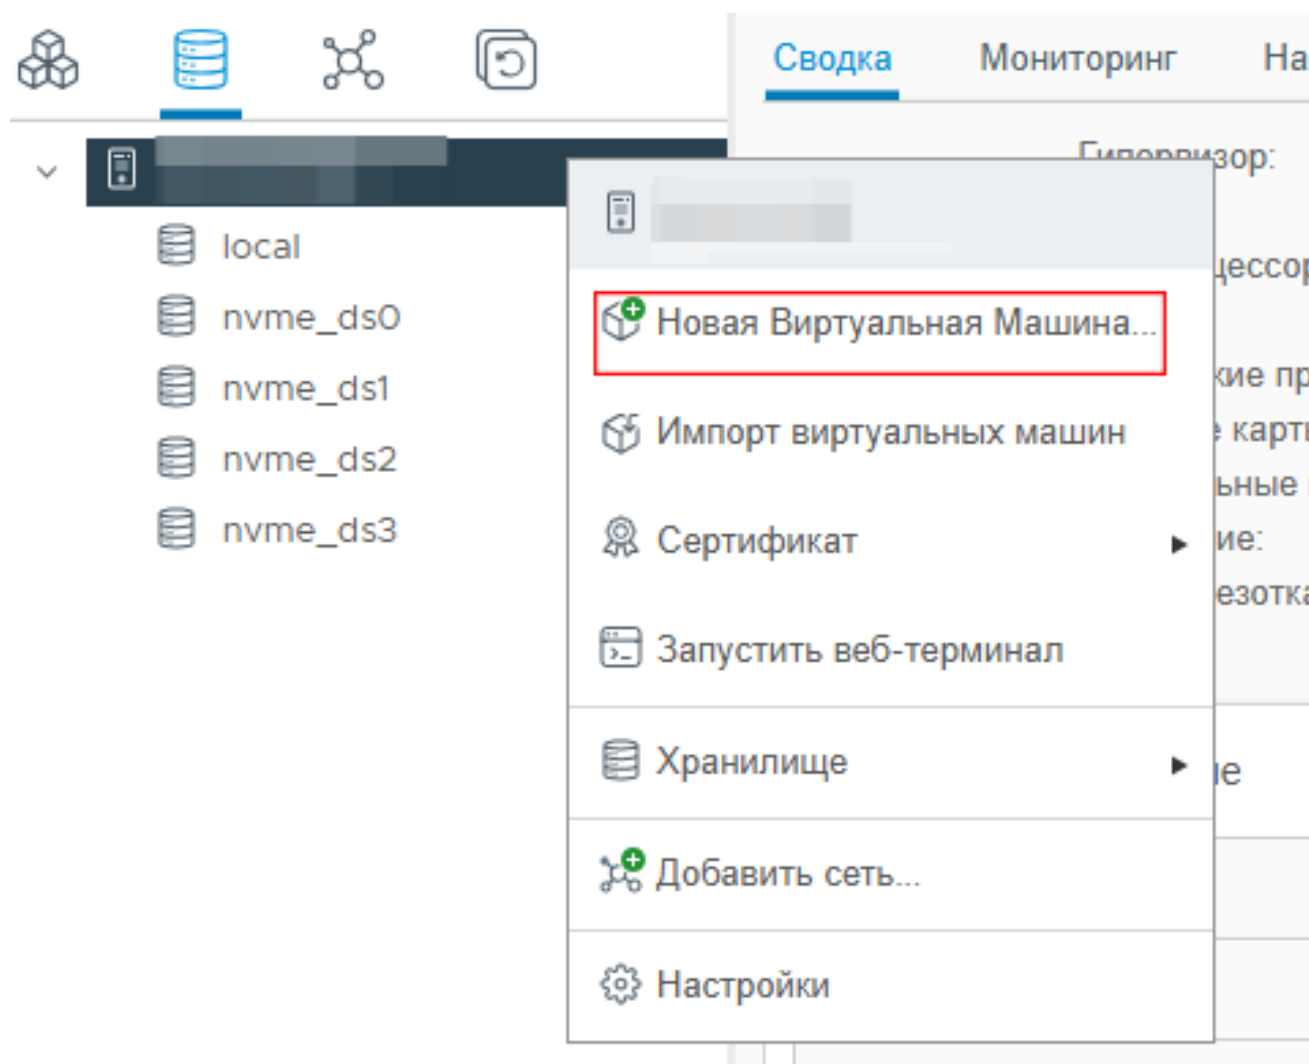 Сводка
Мониторинг
local
nvme_ds0
nvme_ds1
nvme_ds2
nvme_ds3
Новая Виртуальная Машина...
Импорт виртуальных машин
Сертификат
Запустить веб-терминал
Хранилище
Добавить сеть...
Настройки
Гипервизор: